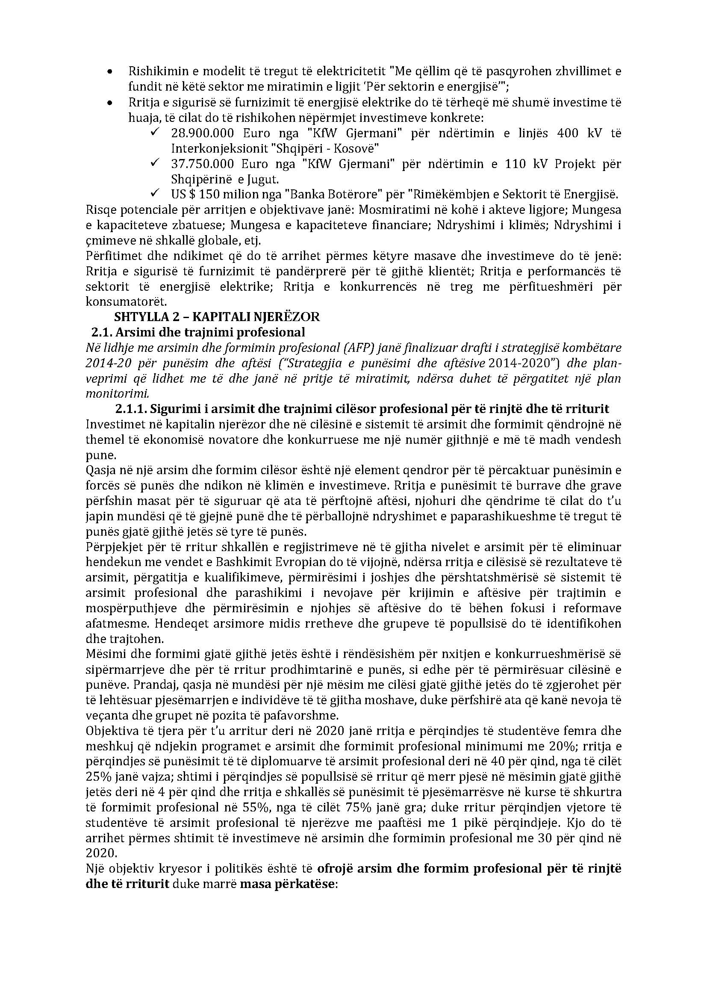 • Rishikimin e modelit të tregut të elektricitetit "Me qëllim që të pasqyrohen zhvillimet e
fundit në këtë sektor me miratimin e ligjit ‘Për sektorin e energjisë’";
• Rritja e sigurisë së furnizimit të energjisë elektrike do të tërheqë më shumë investime të
huaja, të cilat do të rishikohen nëpërmjet investimeve konkrete:
✓ 28.900.000 Euro nga "KfW Gjermani" për ndërtimin e linjës 400 kV të
Interkonjeksionit "Shqipëri - Kosovë"
✓ 37.750.000 Euro nga "KfW Gjermani" për ndërtimin e 110 kV Projekt për
Shqipërinë e Jugut.
✓ US $ 150 milion nga "Banka Botërore" për "Rimëkëmbjen e Sektorit të Energjisë.
Risqe potenciale për arritjen e objektivave janë: Mosmiratimi në kohë i akteve ligjore; Mungesa
e kapaciteteve zbatuese; Mungesa e kapaciteteve financiare; Ndryshimi i klimës; Ndryshimi i
çmimeve në shkallë globale, etj.
Përfitimet dhe ndikimet që do të arrihet përmes këtyre masave dhe investimeve do të jenë:
Rritja e sigurisë të furnizimit të pandërprerë për të gjithë klientët; Rritja e performancës të
sektorit të energjisë elektrike; Rritja e konkurrencës në treg me përfitueshmëri për
konsumatorët.
SHTYLLA 2 – KAPITALI NJERËZOR
2.1. Arsimi dhe trajnimi profesional
Në lidhje me arsimin dhe formimin profesional (AFP) janë finalizuar drafti i strategjisë kombëtare
2014-20 për punësim dhe aftësi (“Strategjia e punësimi dhe aftësive 2014-2020”) dhe plan-
veprimi që lidhet me të dhe janë në pritje të miratimit, ndërsa duhet të përgatitet një plan
monitorimi.
2.1.1. Sigurimi i arsimit dhe trajnimi cilësor profesional për të rinjtë dhe të rriturit
Investimet në kapitalin njerëzor dhe në cilësinë e sistemit të arsimit dhe formimit qëndrojnë në
themel të ekonomisë novatore dhe konkurruese me një numër gjithnjë e më të madh vendesh
pune.
Qasja në një arsim dhe formim cilësor është një element qendror për të përcaktuar punësimin e
forcës së punës dhe ndikon në klimën e investimeve. Rritja e punësimit të burrave dhe grave
përfshin masat për të siguruar që ata të përftojnë aftësi, njohuri dhe qëndrime të cilat do t’u
japin mundësi që të gjejnë punë dhe të përballojnë ndryshimet e paparashikueshme të tregut të
punës gjatë gjithë jetës së tyre të punës.
Përpjekjet për të rritur shkallën e regjistrimeve në të gjitha nivelet e arsimit për të eliminuar
hendekun me vendet e Bashkimit Evropian do të vijojnë, ndërsa rritja e cilësisë së rezultateve të
arsimit, përgatitja e kualifikimeve, përmirësimi i joshjes dhe përshtatshmërisë së sistemit të
arsimit profesional dhe parashikimi i nevojave për krijimin e aftësive për trajtimin e
mospërputhjeve dhe përmirësimin e njohjes së aftësive do të bëhen fokusi i reformave
afatmesme. Hendeqet arsimore midis rretheve dhe grupeve të popullsisë do të identifikohen
dhe trajtohen.
Mësimi dhe formimi gjatë gjithë jetës është i rëndësishëm për nxitjen e konkurrueshmërisë së
sipërmarrjeve dhe për të rritur prodhimtarinë e punës, si edhe për të përmirësuar cilësinë e
punëve. Prandaj, qasja në mundësi për një mësim me cilësi gjatë gjithë jetës do të zgjerohet për
të lehtësuar pjesëmarrjen e individëve të të gjitha moshave, duke përfshirë ata që kanë nevoja të
veçanta dhe grupet në pozita të pafavorshme.
Objektiva të tjera për t’u arritur deri në 2020 janë rritja e përqindjes të studentëve femra dhe
meshkuj që ndjekin programet e arsimit dhe formimit profesional minimumi me 20%; rritja e
përqindjes së punësimit të të diplomuarve të arsimit profesional deri në 40 për qind, nga të cilët
25% janë vajza; shtimi i përqindjes së popullsisë së rritur që merr pjesë në mësimin gjatë gjithë
jetës deri në 4 për qind dhe rritja e shkallës së punësimit të pjesëmarrësve në kurse të shkurtra
të formimit profesional në 55%, nga të cilët 75% janë gra; duke rritur përqindjen vjetore të
studentëve të arsimit profesional të njerëzve me paaftësi me 1 pikë përqindjeje. Kjo do të
arrihet përmes shtimit të investimeve në arsimin dhe formimin profesional me 30 për qind në
2020.
Një objektiv kryesor i politikës është të ofrojë arsim dhe formim profesional për të rinjtë
dhe të rriturit duke marrë masa përkatëse: